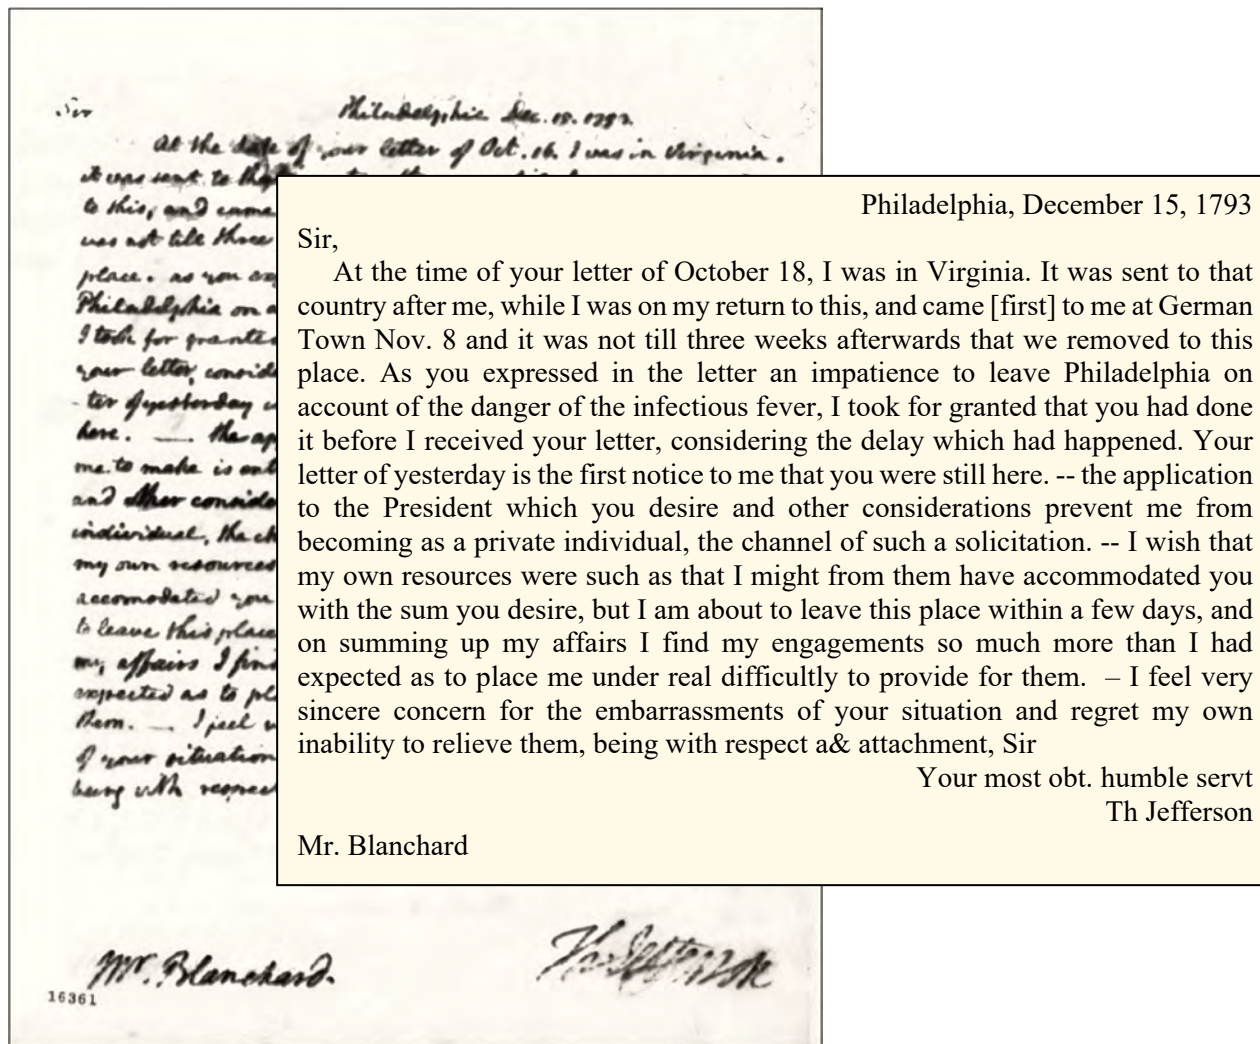 Sir
Philadelphia Dec.
At the date of your letter of Oct. I was in Virginia.
it was sent to
to this, and came
was not till three
place. as you exp
Philadelphia on a
I took for granted
your letter, conside
-ter of yesterday
here. — the ap
me to make is ent
and other conside
individual, the ch
my own resources
accomodated you
to leave this place
my affairs I find
expected as to pl
them. — I feel
of your situation
being with respec
Philadelphia, December 15, 1793
Sir,
At the time of your letter of October 18, I was in Virginia. It was sent to that
country after me, while I was on my return to this, and came [first] to me at German
Town Nov. 8 and it was not till three weeks afterwards that we removed to this
place. As you expressed in the letter an impatience to leave Philadelphia on
account of the danger of the infectious fever, I took for granted that you had done
it before I received your letter, considering the delay which had happened. Your
letter of yesterday is the first notice to me that you were still here. -- the application
to the President which you desire and other considerations prevent me from
becoming as a private individual, the channel of such a solicitation. -- I wish that
my own resources were such as that I might from them have accommodated you
with the sum you desire, but I am about to leave this place within a few days, and
on summing up my affairs I find my engagements so much more than I had
expected as to place me under real difficultly to provide for them. – I feel very
sincere concern for the embarrassments of your situation and regret my own
inability to relieve them, being with respect a& attachment, Sir
Your most obt. humble servt
Th Jefferson
Mr. Blanchard
Mr. Blanchard.
Th: Jefferson
16361